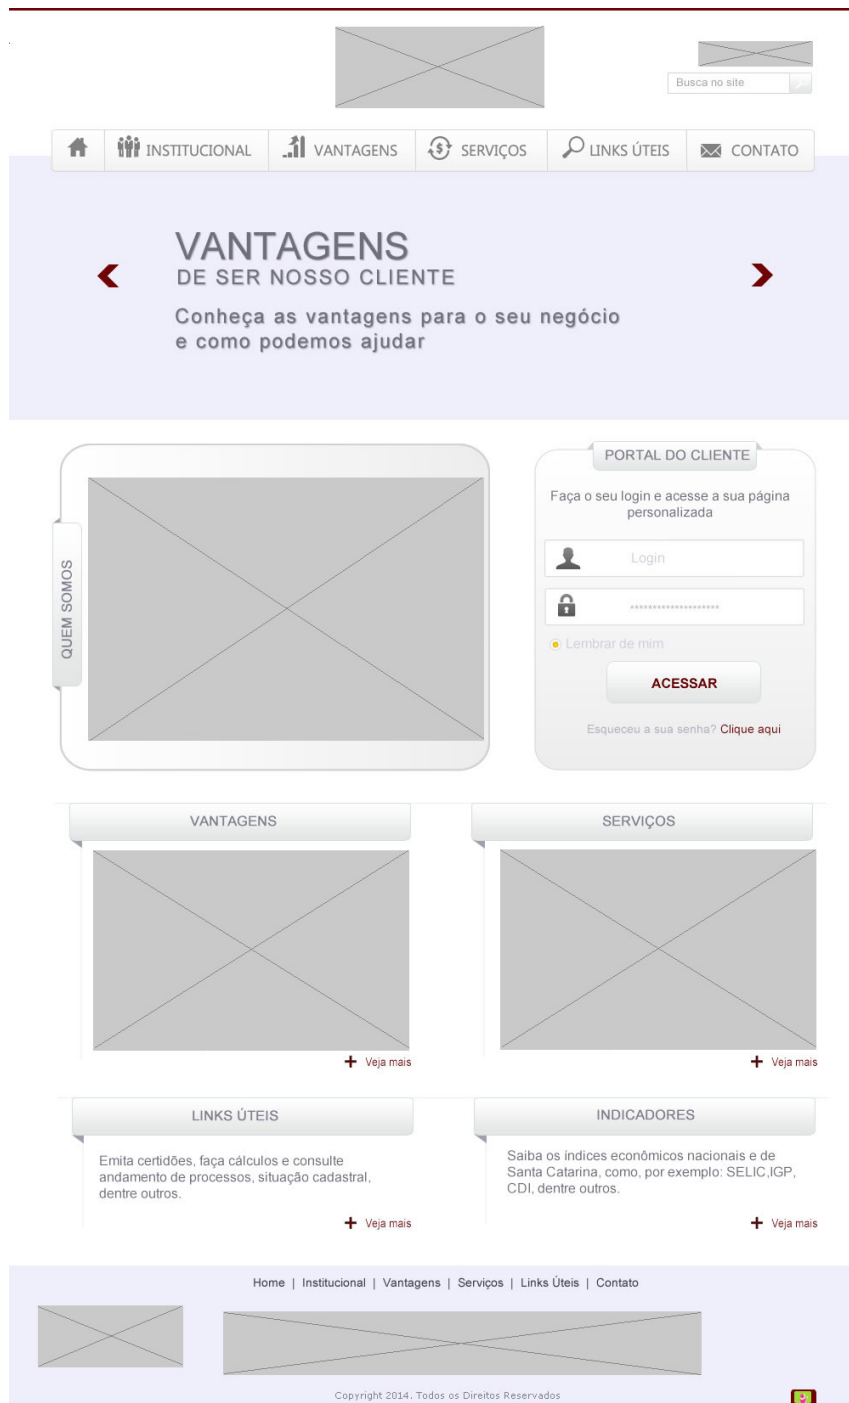 Busca no site
INSTITUCIONAL
VANTAGENS
SERVIÇOS
LINKS ÚTEIS
CONTATO
VANTAGENS
DE SER NOSSO CLIENTE
Conheça as vantagens para o seu negócio
e como podemos ajudar
QUEM SOMOS
PORTAL DO CLIENTE
Faça o seu login e acesse a sua página
personalizada
Login
********************
Lembrar de mim
ACESSAR
Esqueceu a sua senha? Clique aqui
VANTAGENS
SERVIÇOS
+ Veja mais
+ Veja mais
LINKS ÚTEIS
Emita certidões, faça cálculos e consulte
andamento de processos, situação cadastral,
dentre outros.
+ Veja mais
INDICADORES
Saiba os índices econômicos nacionais e de
Santa Catarina, como, por exemplo: SELIC,IGP,
CDI, dentre outros.
+ Veja mais
Home | Institucional | Vantagens | Serviços | Links Úteis | Contato
Copyright 2014. Todos os Direitos Reservados